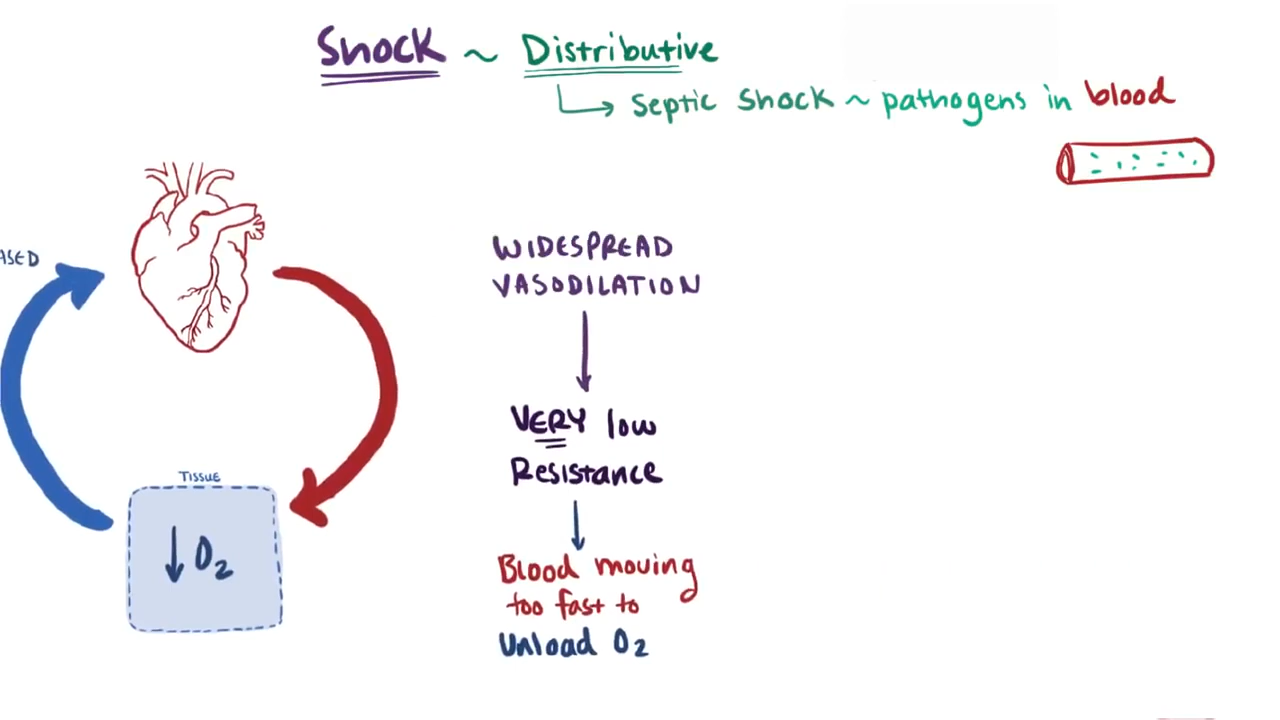 Shock ~ Distributive
Septic Shock ~ pathogens in blood
ASED
WIDESPREAD
VASODILATION
VERY low
Resistance
TISSUE
↓ O2
Blood moving
too fast to
Unload O2